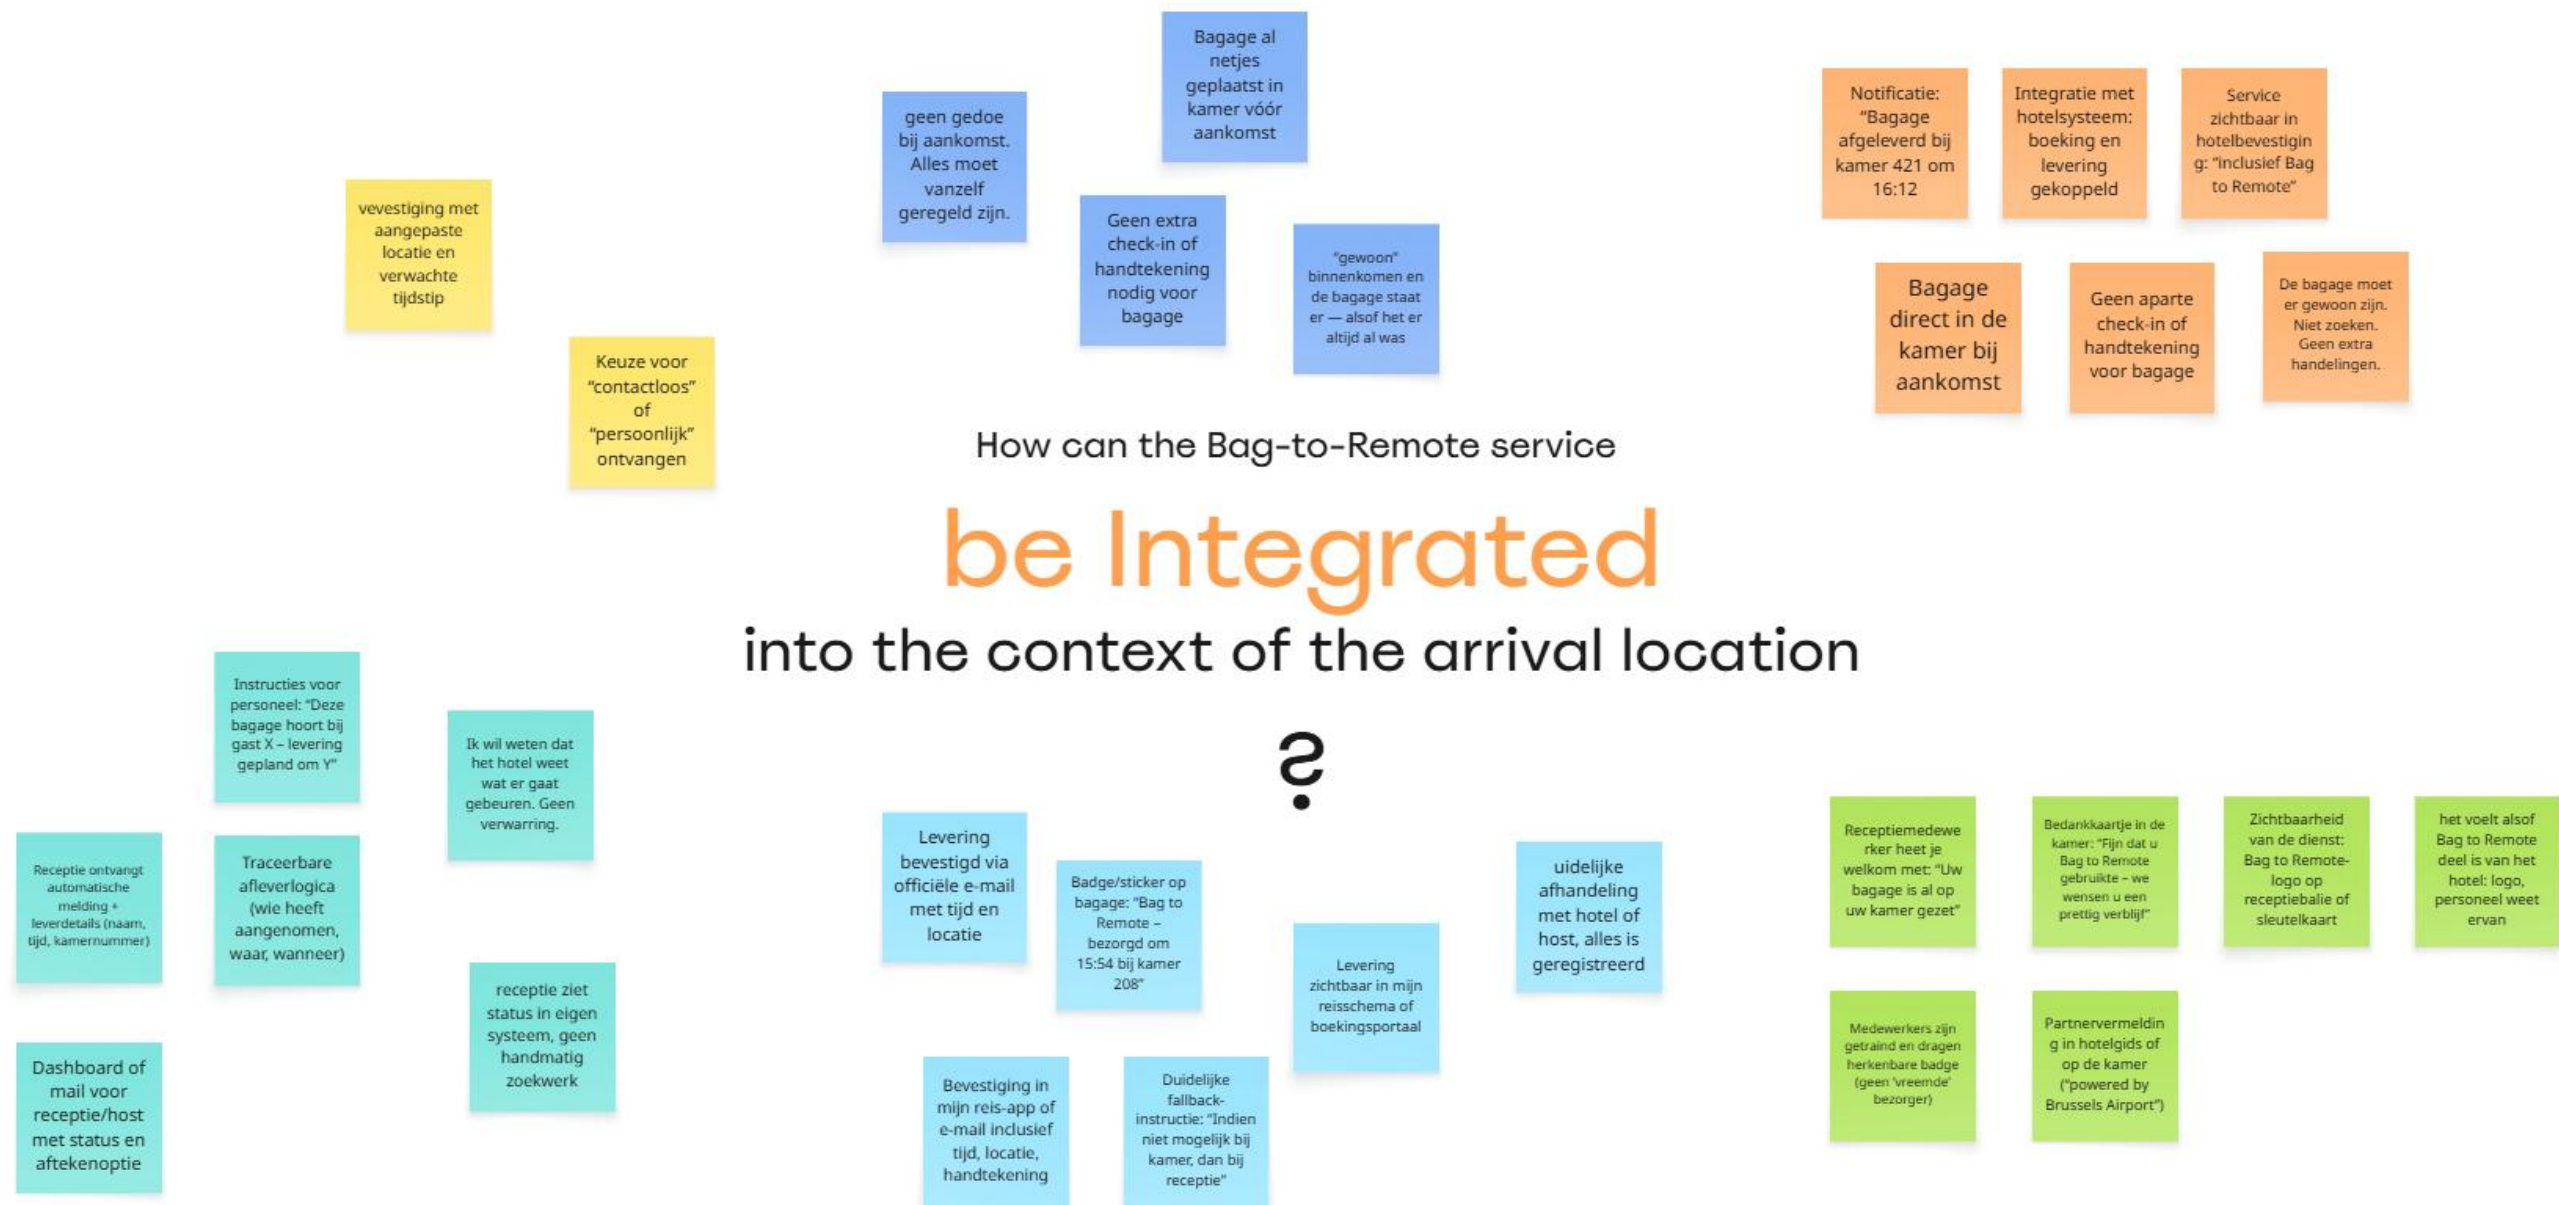 Bagage al
netjes
geplaatst in
kamer vóór
aankomst
geen gedoe
bij aankomst.
Alles moet
vanzelf
geregeld zijn.
Geen extra
check-in of
handtekening
nodig voor
bagage
“gewoon”
binnenkomen en
de bagage staat
er — alsof het er
altijd al was
vevestiging met
aangepaste
locatie en
verwachte
tijdstip
Keuze voor
“contactloos”
of
“persoonlijk”
ontvangen
Notificatie:
“Bagage
afgeleverd bij
kamer 421 om
16:12
Integratie met
hotelsysteem:
boeking en
levering
gekoppeld
Service
zichtbaar in
hotelbevestigin
g: “inclusief Bag
to Remote”
Bagage
direct in de
kamer bij
aankomst
Geen aparte
check-in of
handtekening
voor bagage
De bagage moet
er gewoon zijn.
Niet zoeken.
Geen extra
handelingen.
How can the Bag-to-Remote service
be Integrated
into the context of the arrival location
?
Instructies voor
personeel: “Deze
bagage hoort bij
gast X – levering
gepland om Y”
Ik wil weten dat
het hotel weet
wat er gaat
gebeuren. Geen
verwarring.
Receptie ontvangt
automatische
melding +
leverdetails (naam,
tijd, kamernummer)
Traceerbare
afleverlogica
(wie heeft
aangenomen,
waar, wanneer)
receptie ziet
status in eigen
systeem, geen
handmatig
zoekwerk
Dashboard of
mail voor
receptie/host
met status en
aftekenoptie
Levering
bevestigd via
officiële e-mail
met tijd en
locatie
Badge/sticker op
bagage: “Bag to
Remote –
bezorgd om
15:54 bij kamer
208”
Levering
zichtbaar in mijn
reisschema of
boekingsportaal
uidelijke
afhandeling
met hotel of
host, alles is
geregistreerd
Bevestiging in
mijn reis-app of
e-mail inclusief
tijd, locatie,
handtekening
Duidelijke
fallback-
instructie: “Indien
niet mogelijk bij
kamer, dan bij
receptie”
Receptiemedewe
rker heet je
welkom met: “Uw
bagage is al op
uw kamer gezet”
Bedankkaartje in de
kamer: “Fijn dat u
Bag to Remote
gebruikte – we
wensen u een
prettig verblijf”
Zichtbaarheid
van de dienst:
Bag to Remote-
logo op
receptiebalie of
sleutelkaart
het voelt alsof
Bag to Remote
deel is van het
hotel: logo,
personeel weet
ervan
Medewerkers zijn
getraind en dragen
herkenbare badge
(geen ‘vreemde’
bezorger)
Partnervermeldin
g in hotelgids of
op de kamer
(“powered by
Brussels Airport”)